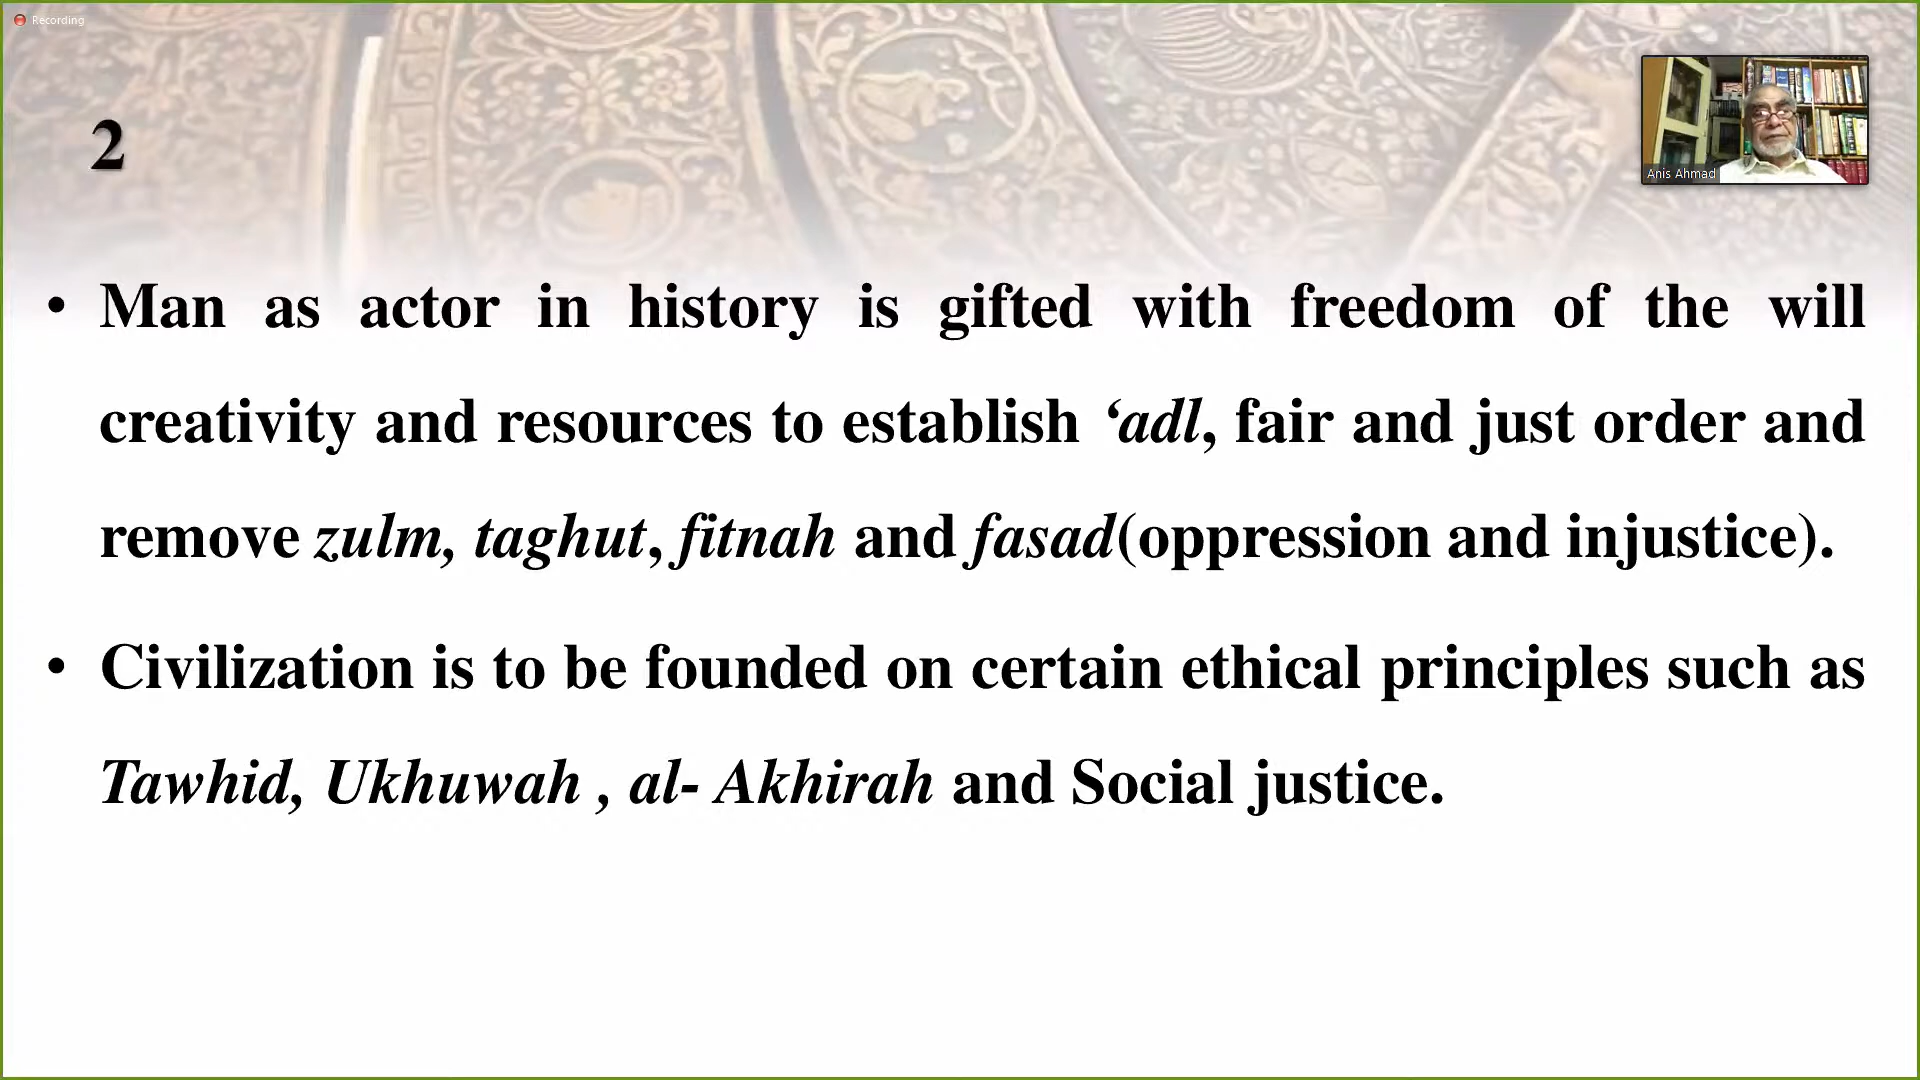 Recording
2
Anis Ahmad
• Man as actor in history is gifted with freedom of the will
creativity and resources to establish ‘adl, fair and just order and
remove zulm, taghut, fitnah and fasad(oppression and injustice).
• Civilization is to be founded on certain ethical principles such as
Tawhid, Ukhuwah , al- Akhirah and Social justice.